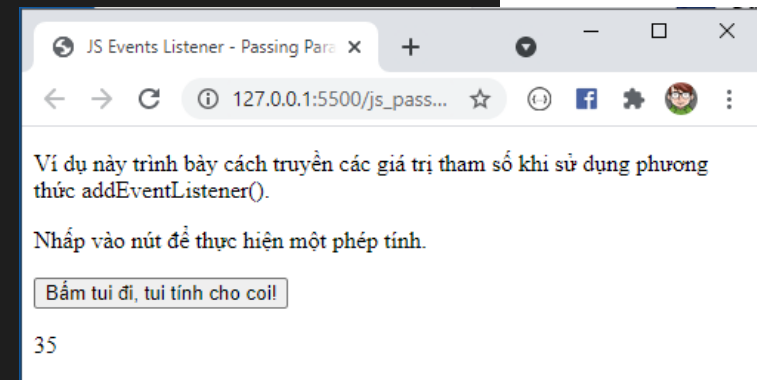 JS Events Listener - Passing Para
127.0.0.1:5500/js_pass...
Ví dụ này trình bày cách truyền các giá trị tham số khi sử dụng phương
thức addEventListener().
Nhấp vào nút để thực hiện một phép tính.
Bấm tui đi, tui tính cho coi!
35